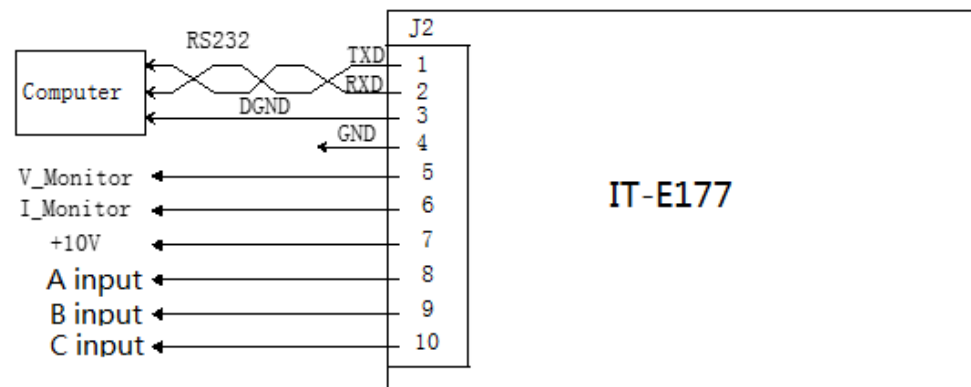 J2
RS232
TXD
1
Computer
RXD
2
DGND
3
GND
4
V_Monitor
5
I_Monitor
6
IT-E177
+10V
7
A input
8
B input
9
C input
10